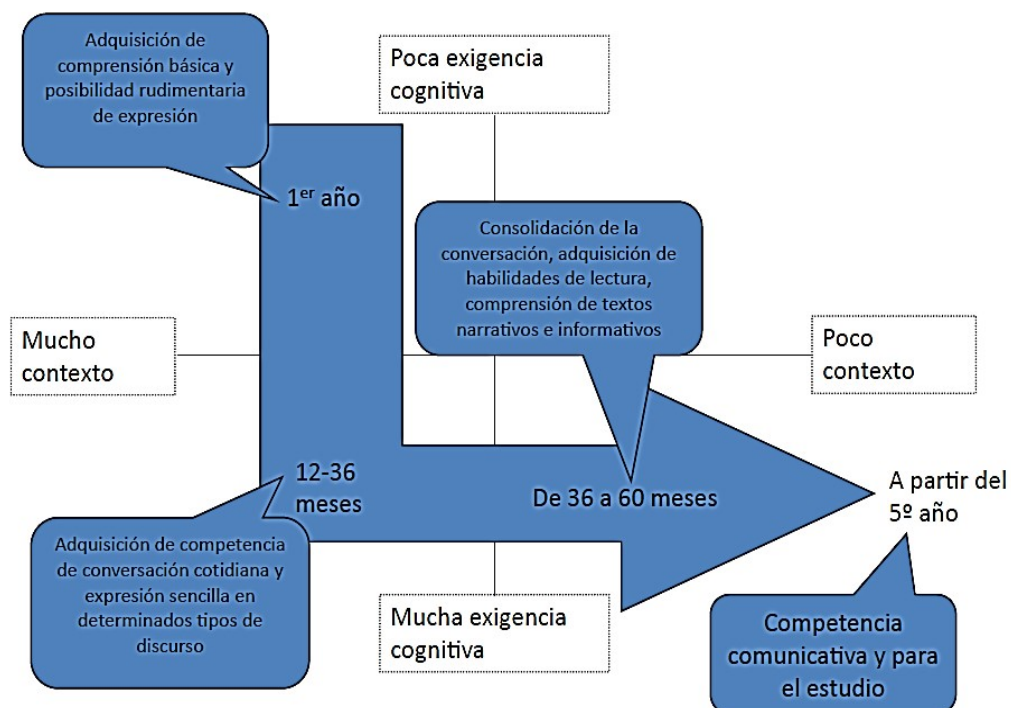 Adquisición de
comprensión básica y
posibilidad rudimentaria
de expresión
Poca exigencia
cognitiva
1er año
Consolidación de la
conversación, adquisición de
habilidades de lectura,
comprensión de textos
narrativos e informativos
Mucho
contexto
Poco
contexto
12-36
meses
De 36 a 60 meses
A partir del
5º año
Adquisición de competencia
de conversación cotidiana y
expresión sencilla en
determinados tipos de
discurso
Mucha exigencia
cognitiva
Competencia
comunicativa y para
el estudio